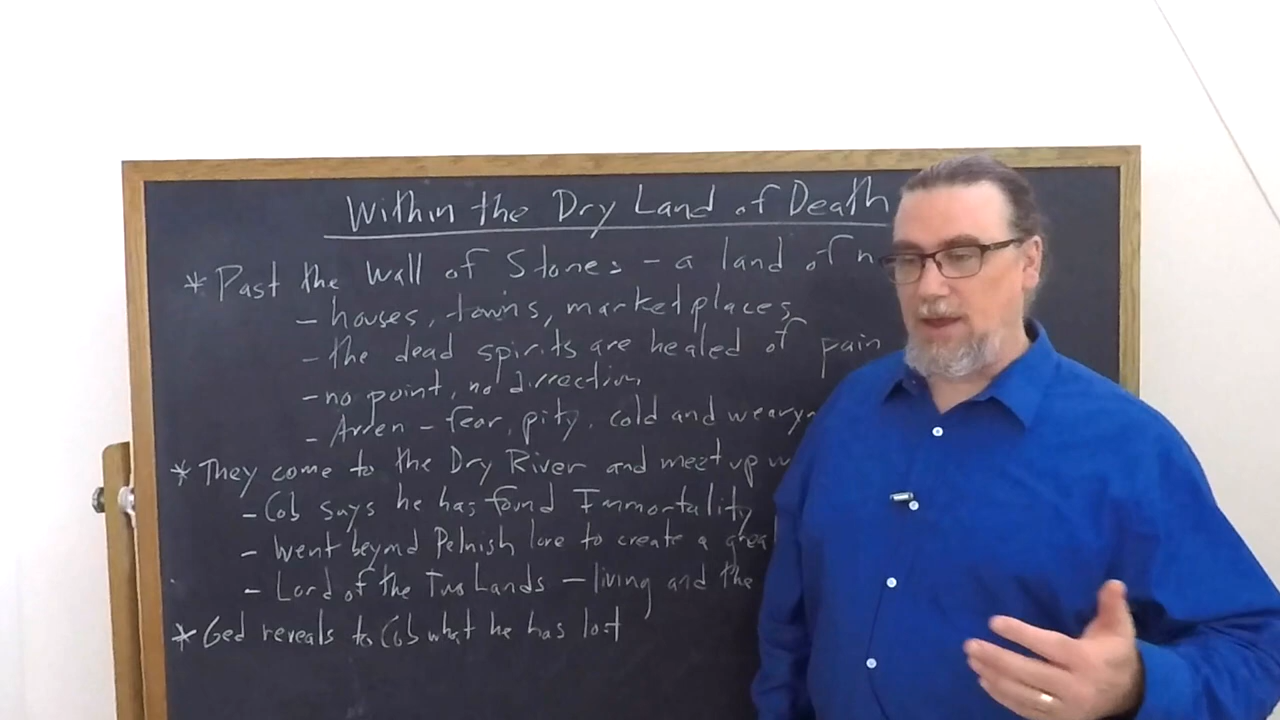 Within the Dry Land of Death
* Past the Wall of Stones - a land of
- houses, towns, marketplaces
- the dead spirits are healed of pain
- no point, no direction
- Arren - fear, pity, cold and
* They come to the Dry River and meet up
- Cob says he has found Immortality
- Went beyond Pelnish lore to create a
- Lord of the Two Lands - living and the
* Ged reveals to Cob what he has lost